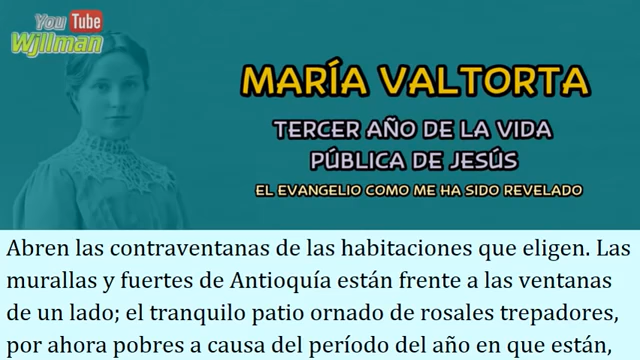 You Tube
Wjllman
MARÍA VALTORTA
TERCER AÑO DE LA VIDA
PÚBLICA DE JESÚS
EL EVANGELIO COMO ME HA SIDO REVELADO
Abren las contraventanas de las habitaciones que eligen. Las
murallas y fuertes de Antioquía están frente a las ventanas
de un lado; el tranquilo patio ornado de rosales trepadores,
por ahora pobres a causa del período del año en que están,